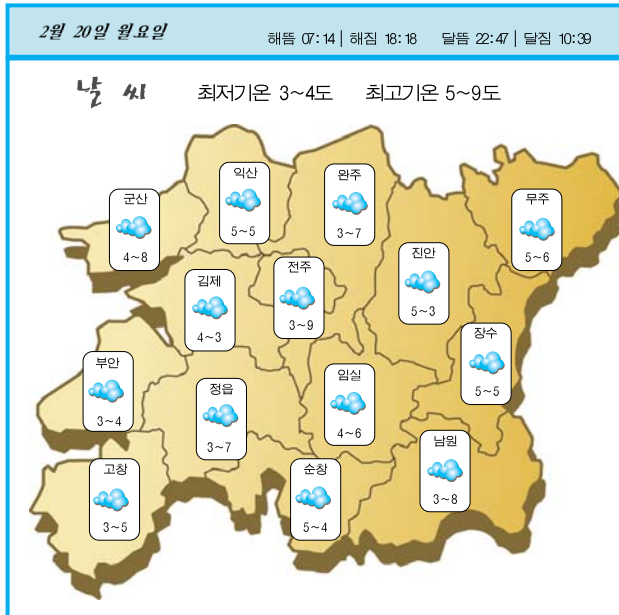 2월 20일 월요일 해뜸 07:14 | 해짐 18:18 달뜸 22:47 | 달짐 10:39
날 씨 최저기온 3~4도 최고기온 5~9도
익산
5~5
완주
3~7
군산
4~8
무주
5~6
진안
5~3
전주
3~9
김제
4~3
장수
5~5
부안
3~4
임실
4~6
정읍
3~7
남원
3~8
고창
3~5
순창
5~4